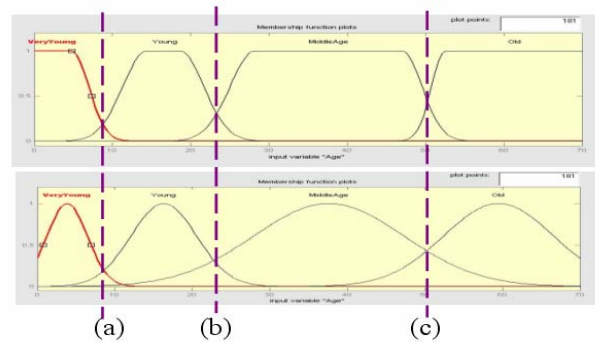 Membership function plots plot points: 181
VeryYoung Young MiddleAge Old
1
0.5
0
0 10 20 30 40 50 60 70
input variable "Age"
Membership function plots plot points: 181
VeryYoung Young MiddleAge Old
1
0.5
0
0 10 20 30 40 50 60 70
input variable "Age"
(a) (b) (c)